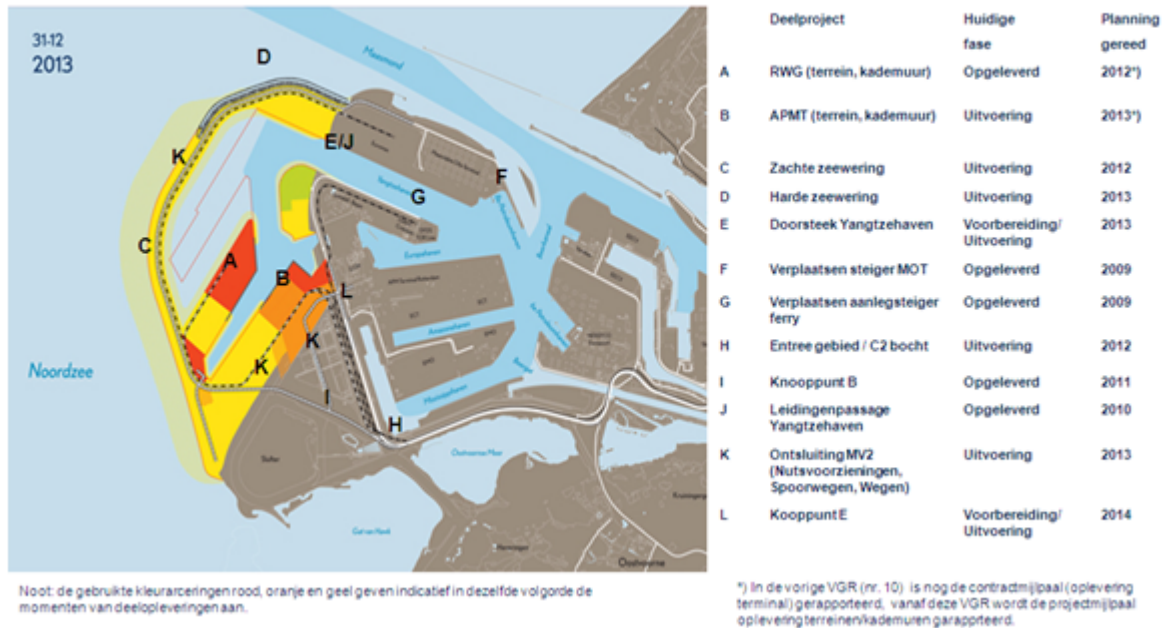 31-12
2013
D
K
E/J
F
G
C
A
B
L
K
K
I
H
Noordzee
Maasmond
Yangtzehaven
Europahaven
Amazonehaven
Mississippihaven
Beerkanaal
Slufter
Oostvoornse Meer
Oostvoorne
Deelproject Huidige fase Planning gereed
A RWG (terrein, kademuur) Opgeleverd 2012*)
B APMT (terrein, kademuur) Uitvoering 2013*)
C Zachte zeewering Uitvoering 2012
D Harde zeewering Uitvoering 2013
E Doorsteek Yangtzehaven Voorbereiding/ Uitvoering 2013
F Verplaatsen steiger MOT Opgeleverd 2009
G Verplaatsen aanlegsteiger ferry Opgeleverd 2009
H Entree gebied / C2 bocht Uitvoering 2012
I Knooppunt B Opgeleverd 2011
J Leidingenpassage Yangtzehaven Opgeleverd 2010
K Ontsluiting MV2 (Nutsvoorzieningen, Spoorwegen, Wegen) Uitvoering 2013
L Kooppunt E Voorbereiding/ Uitvoering 2014
Noot: de gebruikte kleurarceringen rood, oranje en geel geven indicatief in dezelfde volgorde de
momenten van deelopleveringen aan.
*) In de vorige VGR (nr. 10) is nog de contractmijlpaal (oplevering
terminal) gerapporteerd, vanaf deze VGR wordt de projectmijlpaal
oplevering terreinen/kademuren garapprteerd.